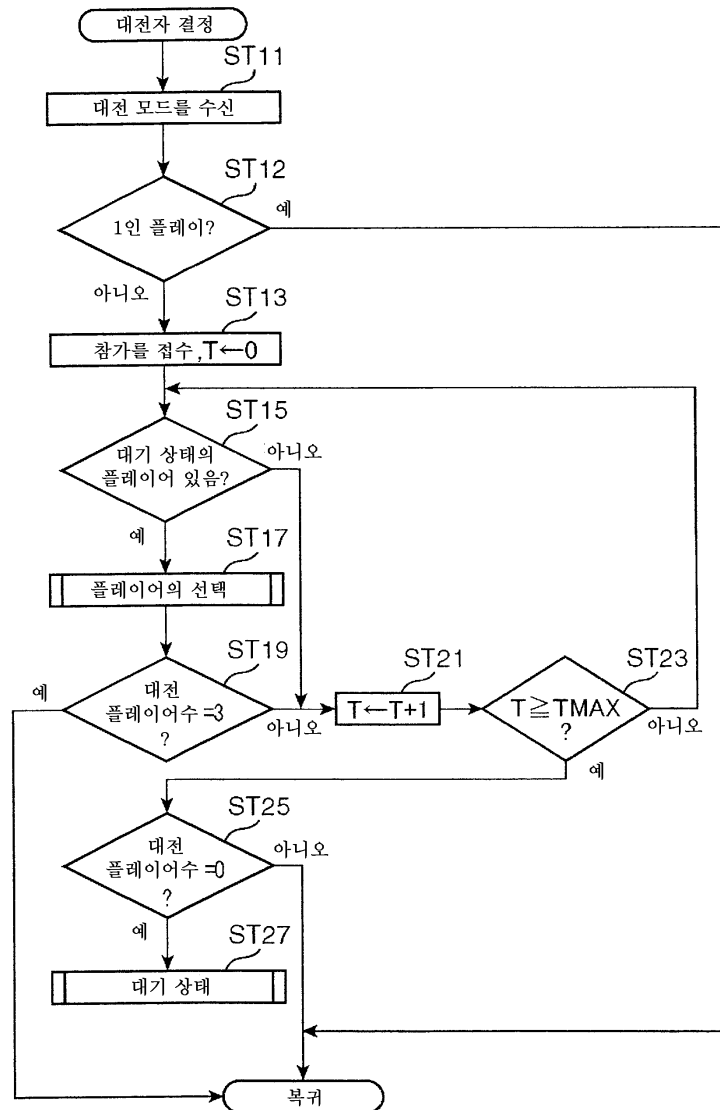 대전자 결정
ST11
대전 모드를 수신
ST12
1인 플레이?
예
아니오
ST13
참가를 접수,T←0
ST15
대기 상태의
플레이어 있음?
아니오
예
ST17
플레이어의 선택
ST19
대전
플레이어수 =3
?
예
아니오
ST21
T←T+1
ST23
T≧TMAX
?
아니오
예
ST25
대전
플레이어수 =0
?
아니오
예
ST27
대기 상태
복귀